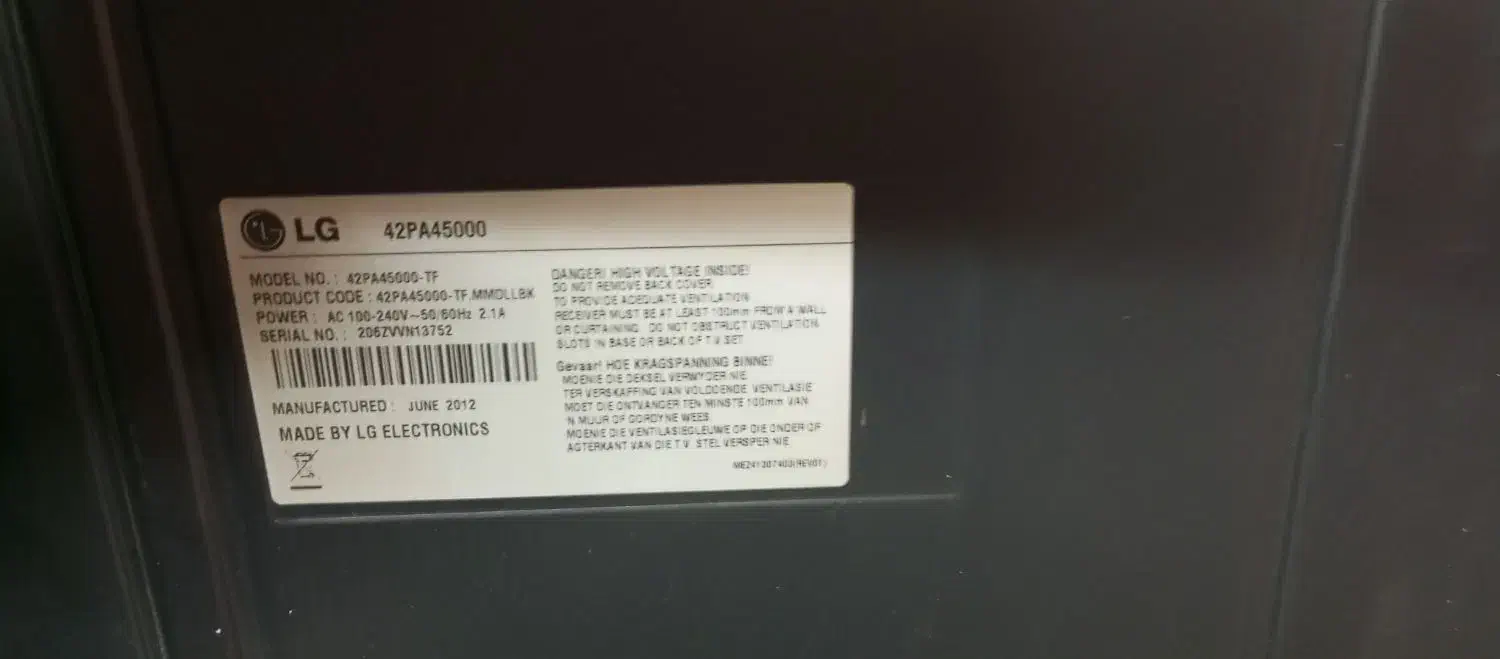 LG 42PA45000
MODEL NO. : 42PA45000-TF
PRODUCT CODE : 42PA45000-TF.MMDLLBK
POWER : AC 100-240V~50/60Hz 2.1A
SERIAL NO. : 206ZVVN13752
MANUFACTURED : JUNE 2012
MADE BY LG ELECTRONICS
DANGER! HIGH VOLTAGE INSIDE!
DO NOT REMOVE BACK COVER
TO PROVIDE ADEQUATE VENTILATION
RECEIVER MUST BE AT LEAST 100mm FROM A WALL
OR CURTAINING. DO NOT OBSTRUCT VENTILATION
SLOTS IN BASE OR BACK OF T.V SET
Gevaar! HOE KRAGSPANNING BINNE!
MOENIE DIE DEKSEL VERWYDER NIE
TER VERSKAFFING VAN VOLDOENDE VENTILASIE
MOET DIE ONTVANGER TEN MINSTE 100mm VAN
'N MUUR OF GORDYNE WEES
MOENIE DIE VENTILASIEGLEUWE OP DIE ONDER OF
AGTERKANT VAN DIE T.V. STEL VERSPER NIE
(REV01)